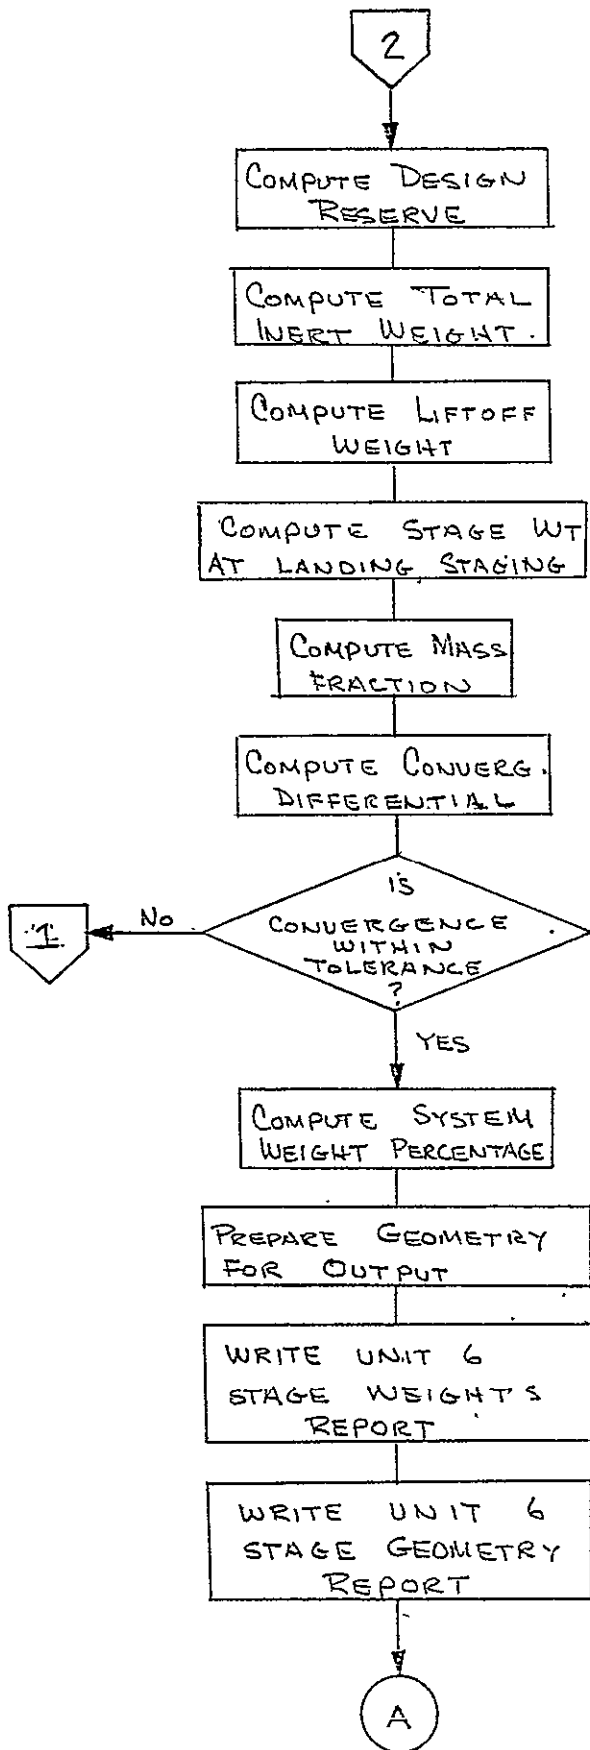 2
COMPUTE DESIGN
RESERVE
COMPUTE TOTAL
INERT WEIGHT.
COMPUTE LIFTOFF
WEIGHT
COMPUTE STAGE WT
AT LANDING STAGING
COMPUTE MASS
FRACTION
COMPUTE CONVERG.
DIFFERENTIAL
IS
CONVERGENCE
WITHIN
TOLERANCE
?
1
NO
YES
COMPUTE SYSTEM
WEIGHT PERCENTAGE
PREPARE GEOMETRY
FOR OUTPUT
WRITE UNIT 6
STAGE WEIGHT'S
REPORT
WRITE UNIT 6
STAGE GEOMETRY
REPORT
A